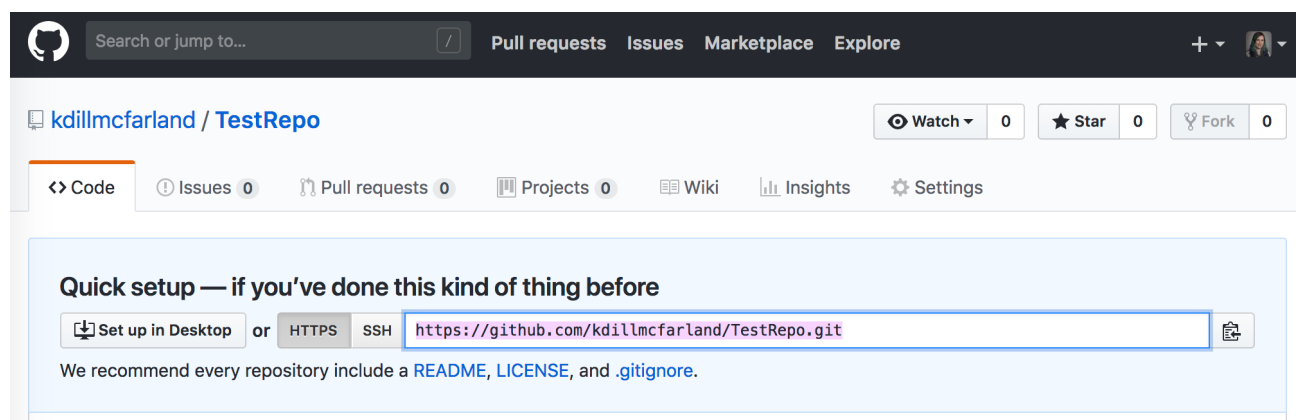 Search or jump to... / Pull requests Issues Marketplace Explore
kdillmcfarland / TestRepo Watch 0 Star 0 Fork 0
Code Issues 0 Pull requests 0 Projects 0 Wiki Insights Settings
Quick setup — if you’ve done this kind of thing before
Set up in Desktop or HTTPS SSH https://github.com/kdillmcfarland/TestRepo.git
We recommend every repository include a README, LICENSE, and .gitignore.